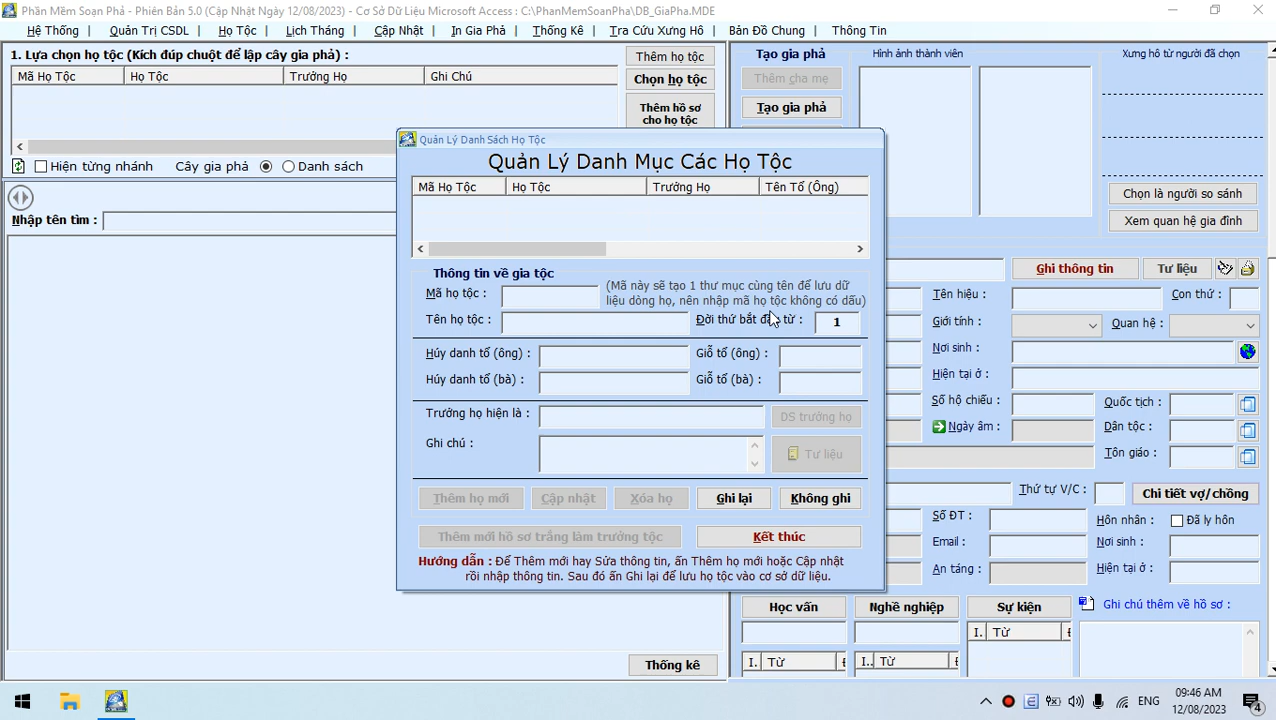 Phần Mềm Soạn Phả - Phiên Bản 5.0 (Cập Nhật Ngày 12/08/2023) - Cơ Sở Dữ Liệu Microsoft Access : C:\PhanMemSoanPha\DB_GiaPha.MDE
Hệ Thống Quản Trị CSDL Họ Tộc Lịch Tháng Cập Nhật In Gia Phả Thống Kê Tra Cứu Xưng Hô Bản Đồ Chung Thông Tin
1. Lựa chọn họ tộc (Kích đúp chuột để lập cây gia phả) :
Mã Họ Tộc Họ Tộc Trưởng Họ Ghi Chú
Thêm họ tộc
Chọn họ tộc
Thêm hồ sơ
cho họ tộc
Hiện từng nhánh Cây gia phả Danh sách
Nhập tên tìm :
Thống kê
Tạo gia phả
Thêm cha mẹ
Tạo gia phả
Hình ảnh thành viên
Xưng hô từ người đã chọn
Chọn là người so sánh
Xem quan hệ gia đình
Quản Lý Danh Sách Họ Tộc
Quản Lý Danh Mục Các Họ Tộc
Mã Họ Tộc Họ Tộc Trưởng Họ Tên Tổ (Ông)
Thông tin về gia tộc
Mã họ tộc :
(Mã này sẽ tạo 1 thư mục cùng tên để lưu dữ
liệu dòng họ, nên nhập mã họ tộc không có dấu)
Tên họ tộc : Đời thứ bắt đầu từ : 1
Húy danh tổ (ông) : Giỗ tổ (ông) :
Húy danh tổ (bà) : Giỗ tổ (bà) :
Trưởng họ hiện là : DS trưởng họ
Ghi chú : Tư liệu
Thêm họ mới Cập nhật Xóa họ Ghi lại Không ghi
Thêm mới hồ sơ trắng làm trưởng tộc Kết thúc
Hướng dẫn : Để Thêm mới hay Sửa thông tin, ấn Thêm họ mới hoặc Cập nhật
rồi nhập thông tin. Sau đó ấn Ghi lại để lưu họ tộc vào cơ sở dữ liệu.
Ghi thông tin Tư liệu
Tên hiệu : Con thứ :
Giới tính : Quan hệ :
Nơi sinh :
Hiện tại ở :
Số hộ chiếu : Quốc tịch :
Ngày âm : Dân tộc :
Tôn giáo :
Thứ tự V/C : Chi tiết vợ/chồng
Số ĐT : Hôn nhân : Đã ly hôn
Email : Nơi sinh :
An táng : Hiện tại ở :
Học vấn Nghề nghiệp Sự kiện Ghi chú thêm về hồ sơ :
I. Từ
I. Từ I.. Từ
ENG
09:46 AM
12/08/2023
4